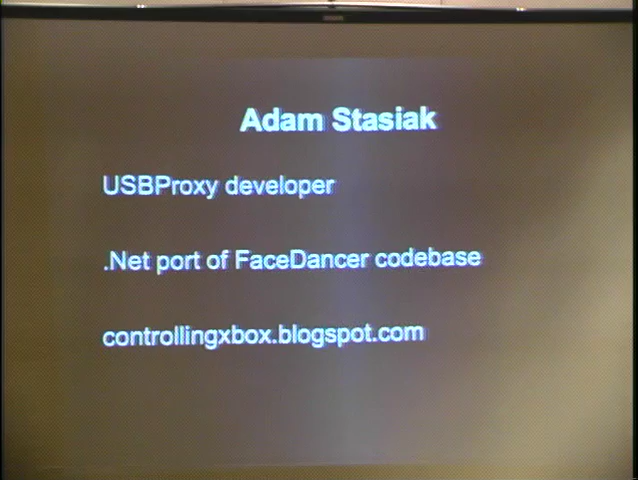 Adam Stasiak
USBProxy developer
.Net port of FaceDancer codebase
controllingxbox.blogspot.com